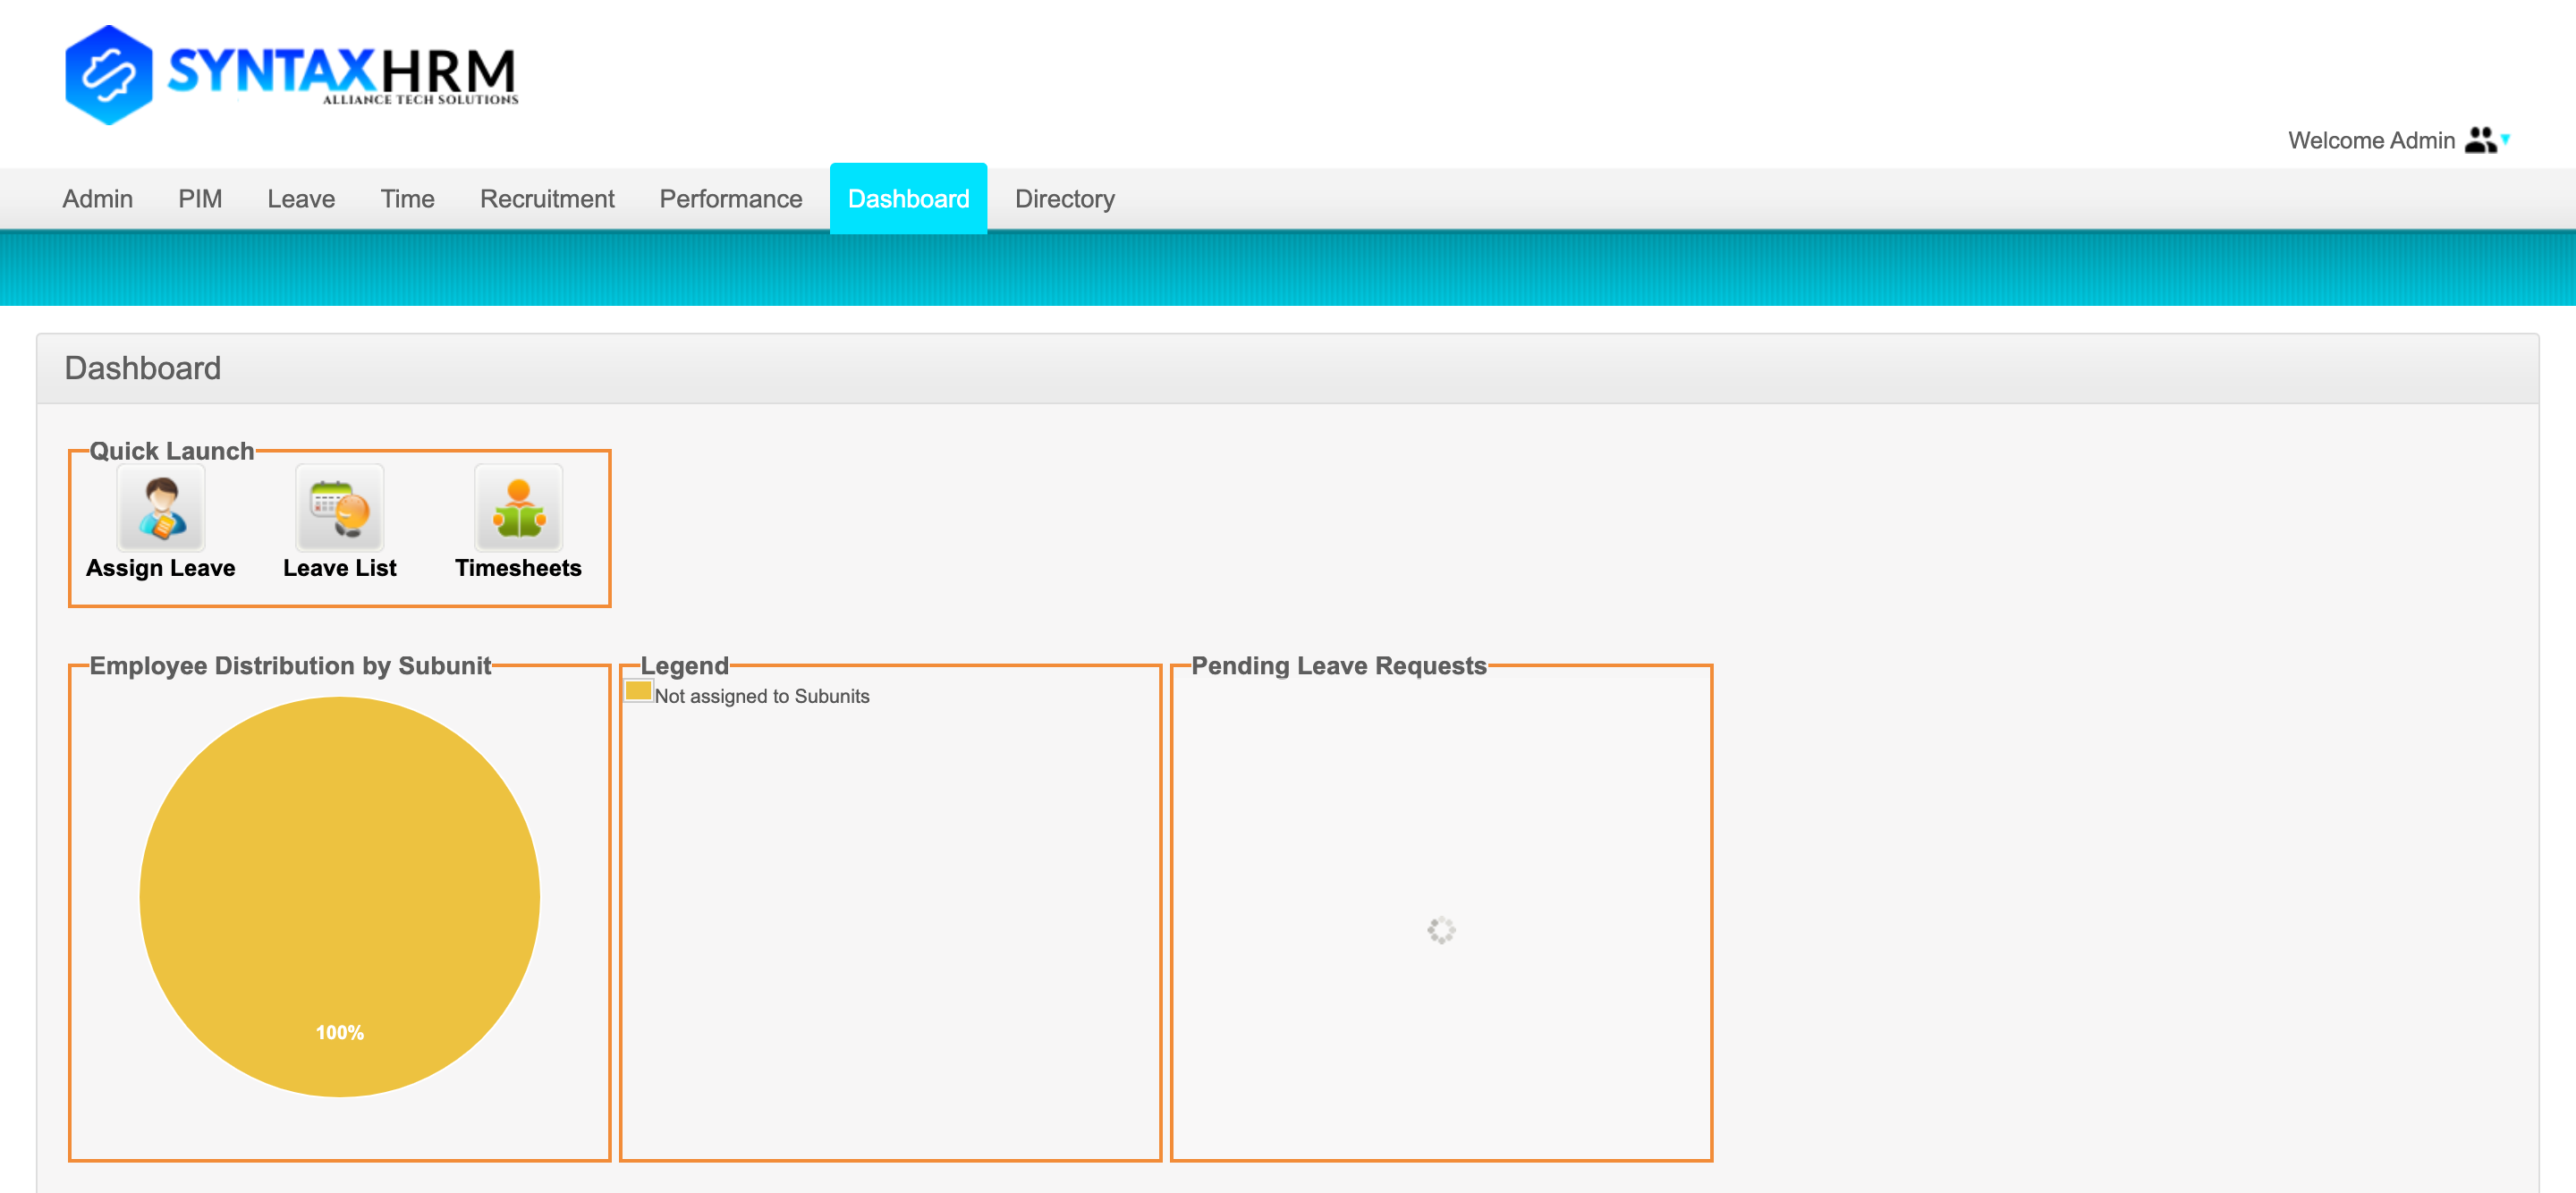 SYNTAXHRM
ALLIANCE TECH SOLUTIONS
Welcome Admin
Admin PIM Leave Time Recruitment Performance Dashboard Directory
Dashboard
Quick Launch
Assign Leave Leave List Timesheets
Employee Distribution by Subunit Legend Pending Leave Requests
Not assigned to Subunits
100%